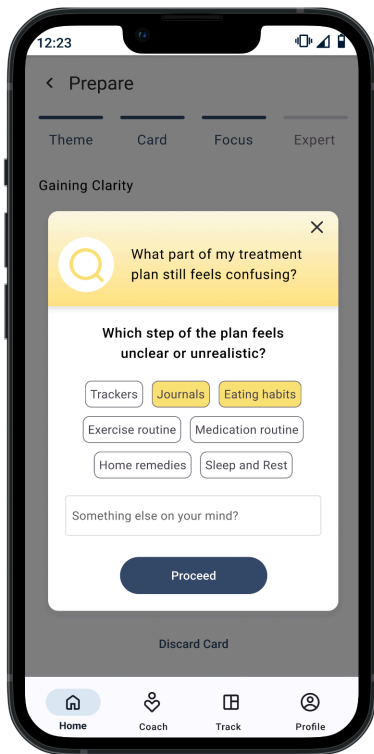 12:23
Prepare
Theme Card Focus Expert
Gaining Clarity
What part of my treatment
plan still feels confusing?
Which step of the plan feels
unclear or unrealistic?
Trackers Journals Eating habits
Exercise routine Medication routine
Home remedies Sleep and Rest
Something else on your mind?
Proceed
Discard Card
Home Coach Track Profile